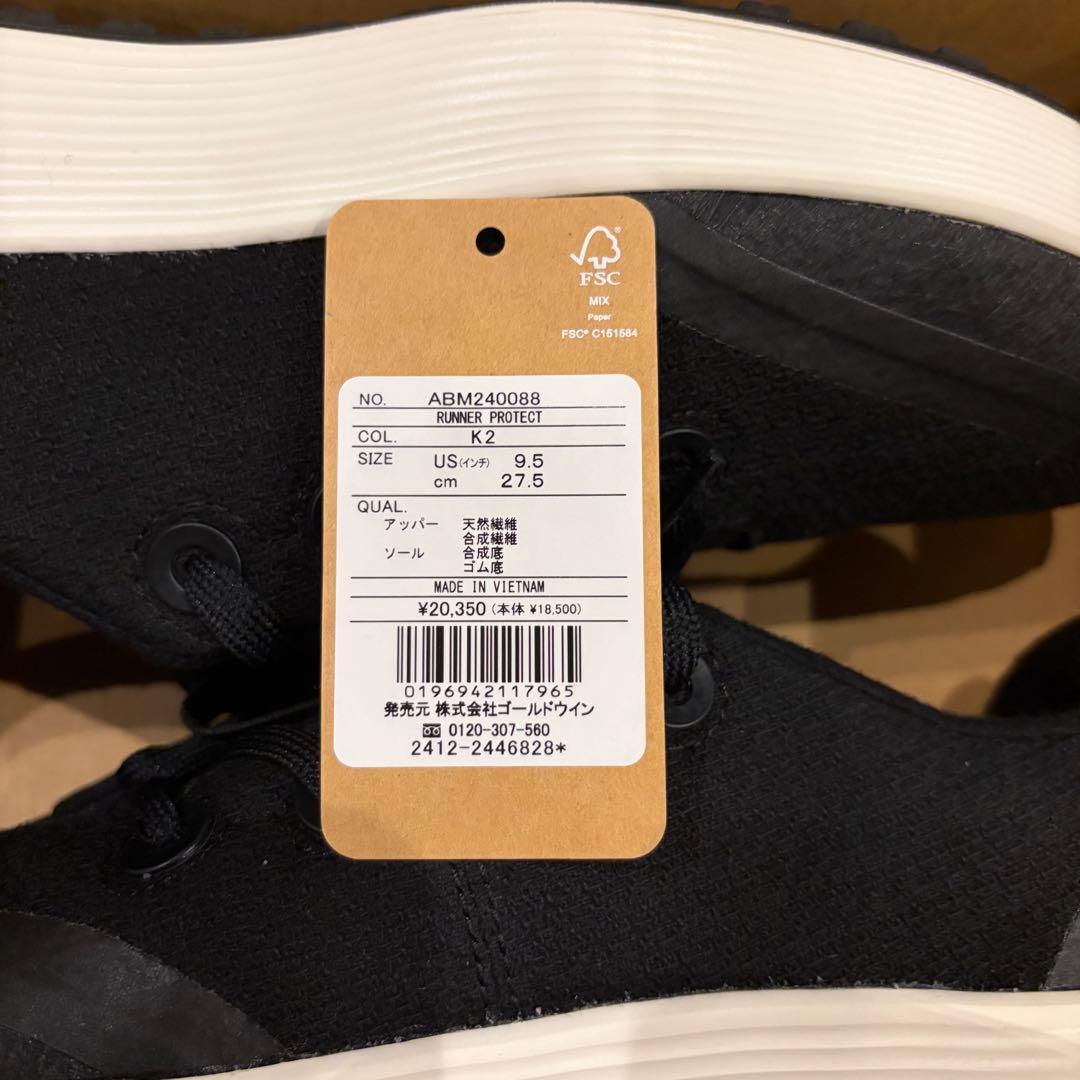 FSC®
MIX
Paper
FSC® C151584
NO. ABM240088
RUNNER PROTECT
COL. K2
SIZE US(インチ) 9.5
cm 27.5
QUAL.
アッパー 天然繊維
合成繊維
ソール 合成底
ゴム底
MADE IN VIETNAM
¥20,350 (本体 ¥18,500)
0196942117965
発売元 株式会社ゴールドウイン
0120-307-560
2412-2446828*